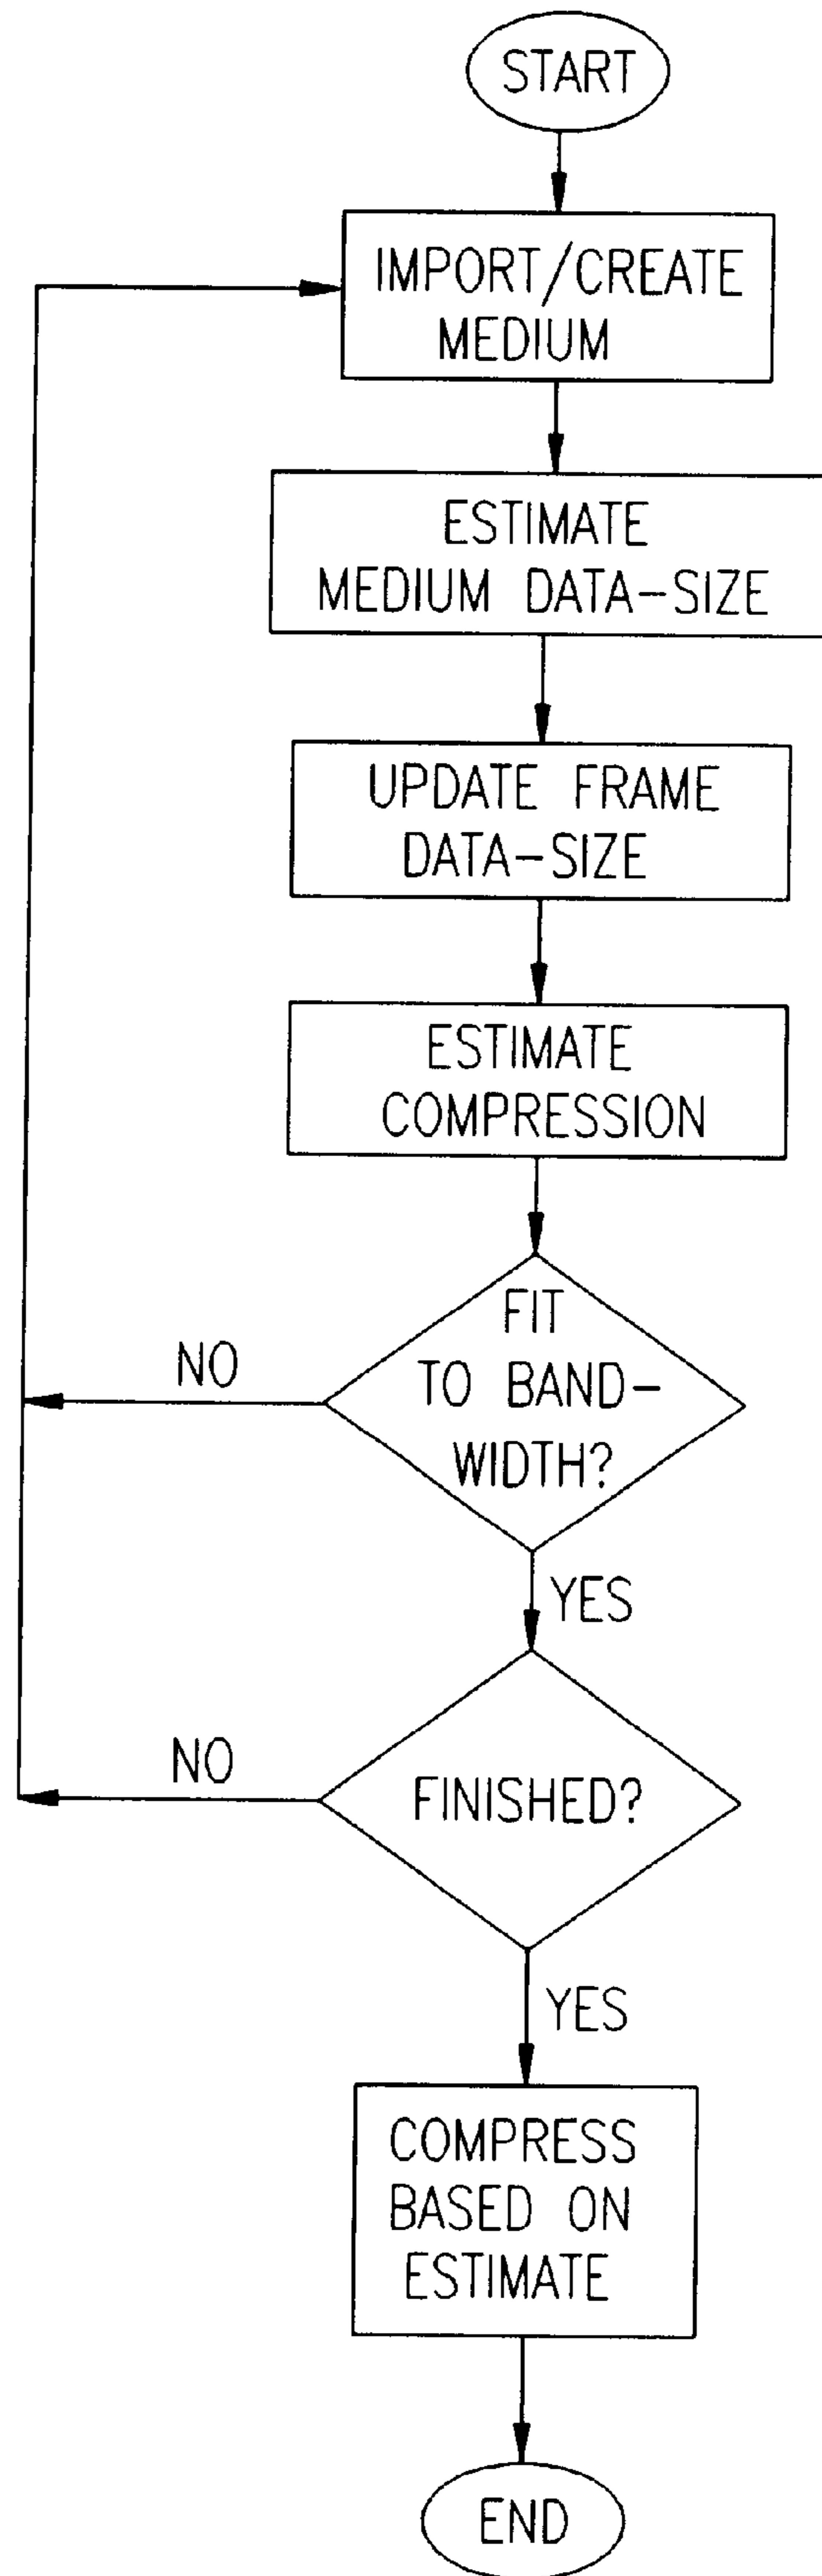 START
IMPORT/CREATE
MEDIUM
ESTIMATE
MEDIUM DATA-SIZE
UPDATE FRAME
DATA-SIZE
ESTIMATE
COMPRESSION
FIT
TO BAND-
WIDTH?
NO
YES
FINISHED?
NO
YES
COMPRESS
BASED ON
ESTIMATE
END